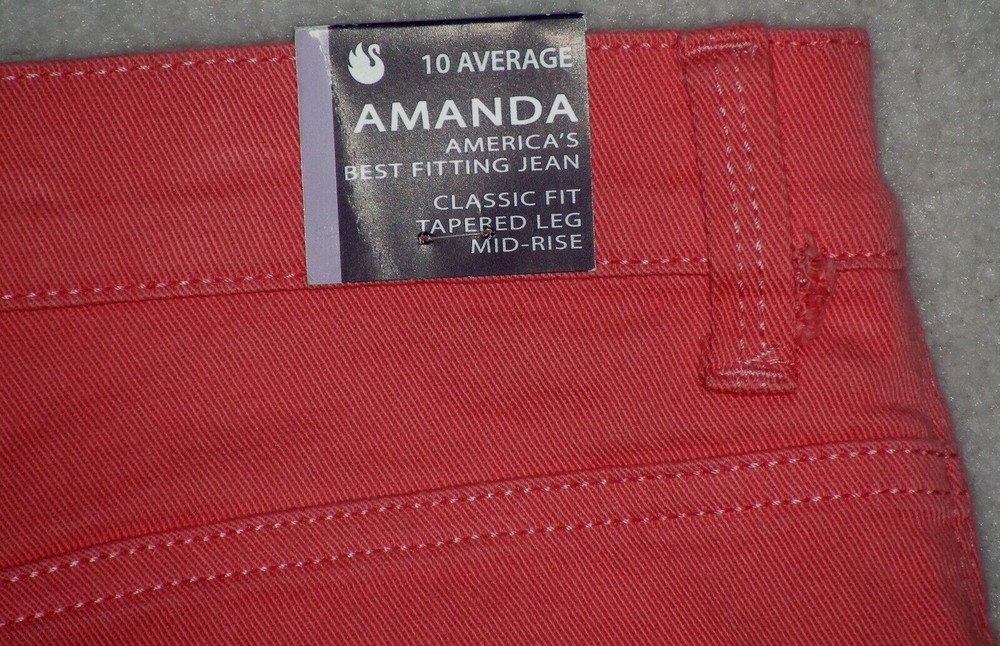 10 AVERAGE
AMANDA
AMERICA'S
BEST FITTING JEAN
CLASSIC FIT
TAPERED LEG
MID-RISE